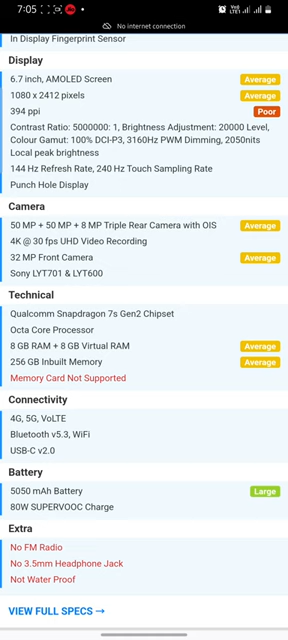 7:05
Vo)
LTE1
No internet connection
In Display Fingerprint Sensor
Display
6.7 inch, AMOLED Screen
Average
1080 x 2412 pixels
Average
394 ppi
Poor
Contrast Ratio: 5000000: 1, Brightness Adjustment: 20000 Level,
Colour Gamut: 100% DCI-P3, 3160Hz PWM Dimming, 2050nits
Local peak brightness
144 Hz Refresh Rate, 240 Hz Touch Sampling Rate
Punch Hole Display
Camera
50 MP + 50 MP + 8 MP Triple Rear Camera with OIS
Average
4K @ 30 fps UHD Video Recording
32 MP Front Camera
Average
Sony LYT701 & LYT600
Technical
Qualcomm Snapdragon 7s Gen2 Chipset
Octa Core Processor
8 GB RAM + 8 GB Virtual RAM
Average
256 GB Inbuilt Memory
Average
Memory Card Not Supported
Connectivity
4G, 5G, VoLTE
Bluetooth v5.3, WiFi
USB-C v2.0
Battery
5050 mAh Battery
Large
80W SUPERVOOC Charge
Extra
No FM Radio
No 3.5mm Headphone Jack
Not Water Proof
VIEW FULL SPECS →